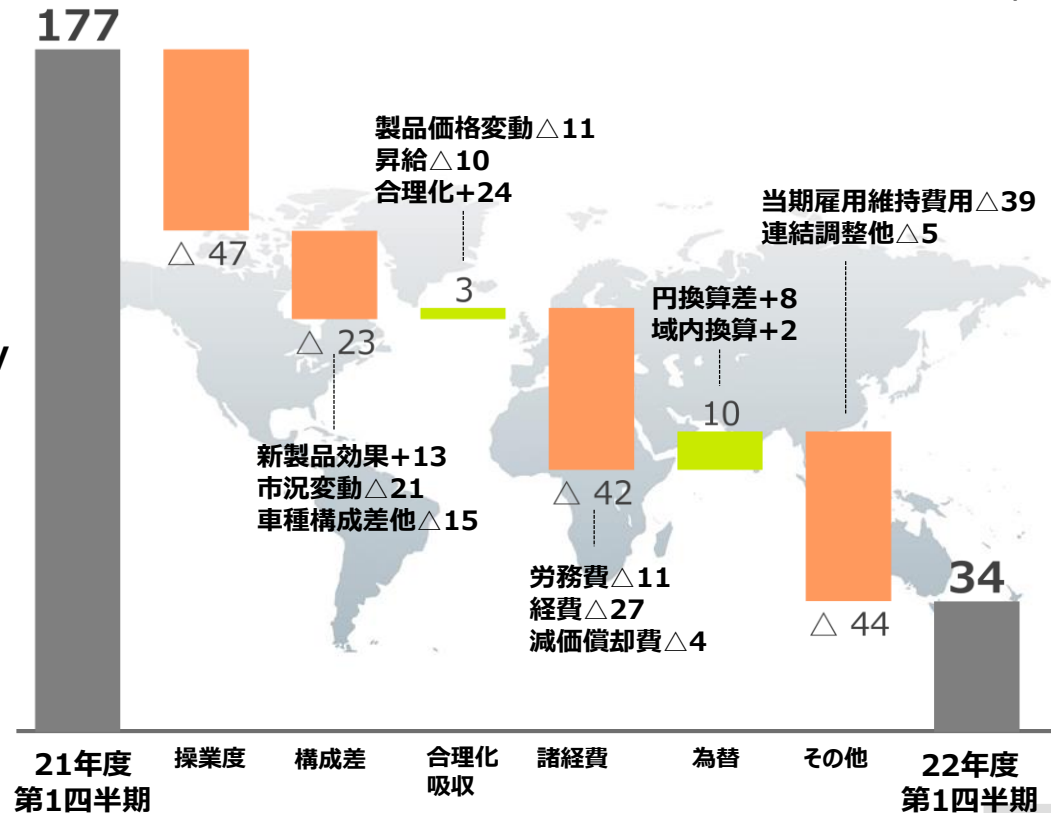 177
製品価格変動△11
昇給△10
合理化+24
当期雇用維持費用△39
連結調整他△5
△ 47
3
円換算差+8
域内換算+2
△ 23
10
新製品効果+13
市況変動△21
車種構成差他△15
△ 42
労務費△11
経費△27
減価償却費△4
34
△ 44
21年度
第1四半期
操業度
構成差
合理化
吸収
諸経費
為替
その他
22年度
第1四半期